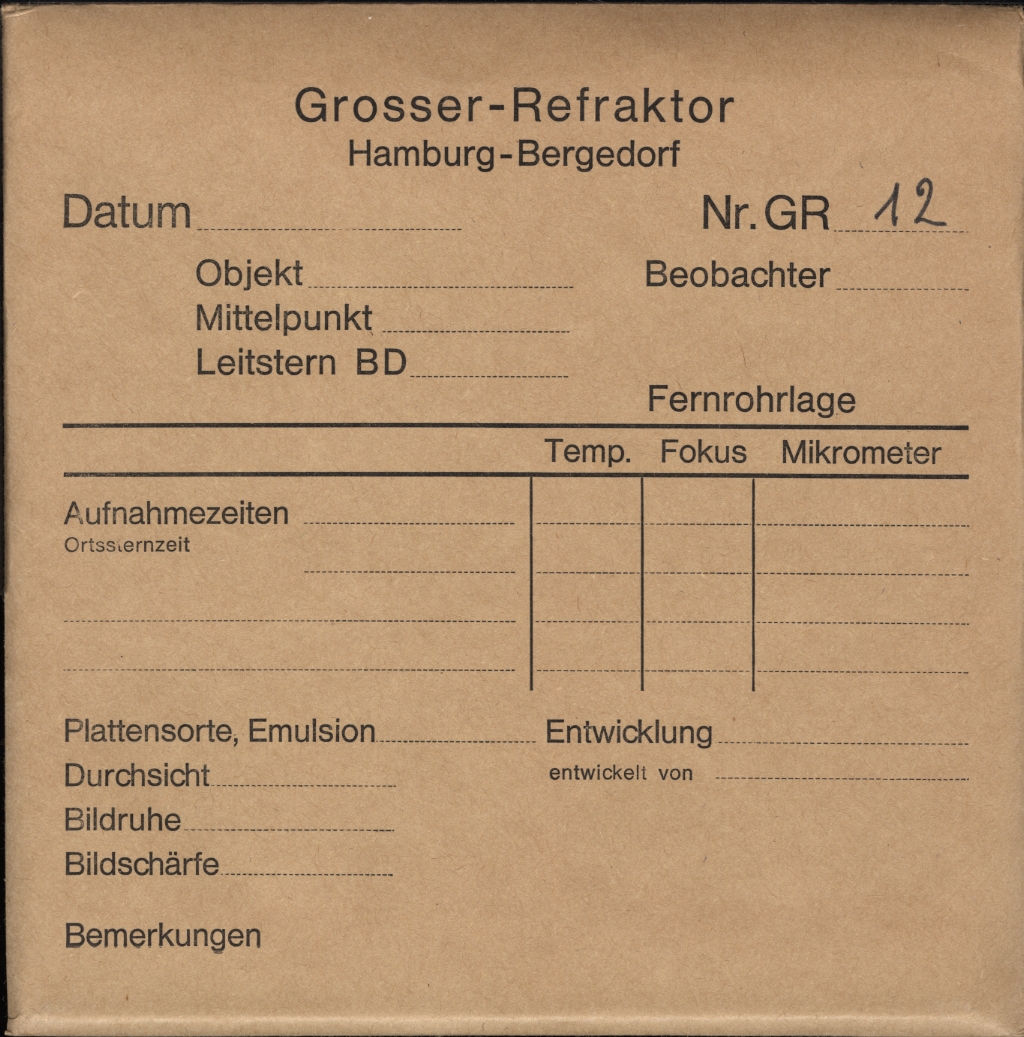 Grosser-Refraktor
Hamburg-Bergedorf
Datum Nr. GR 12
Objekt Beobachter
Mittelpunkt
Leitstern BD
Fernrohrlage
Temp. Fokus Mikrometer
Aufnahmezeiten
Ortssternzeit
Plattensorte, Emulsion Entwicklung
Durchsicht entwickelt von
Bildruhe
Bildschärfe
Bemerkungen